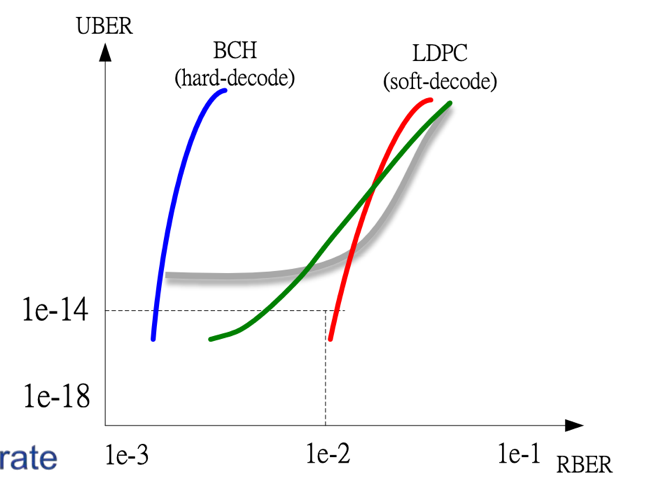 UBER
BCH
(hard-decode)
LDPC
(soft-decode)
1e-14
1e-18
rate
1e-3
1e-2
1e-1
RBER